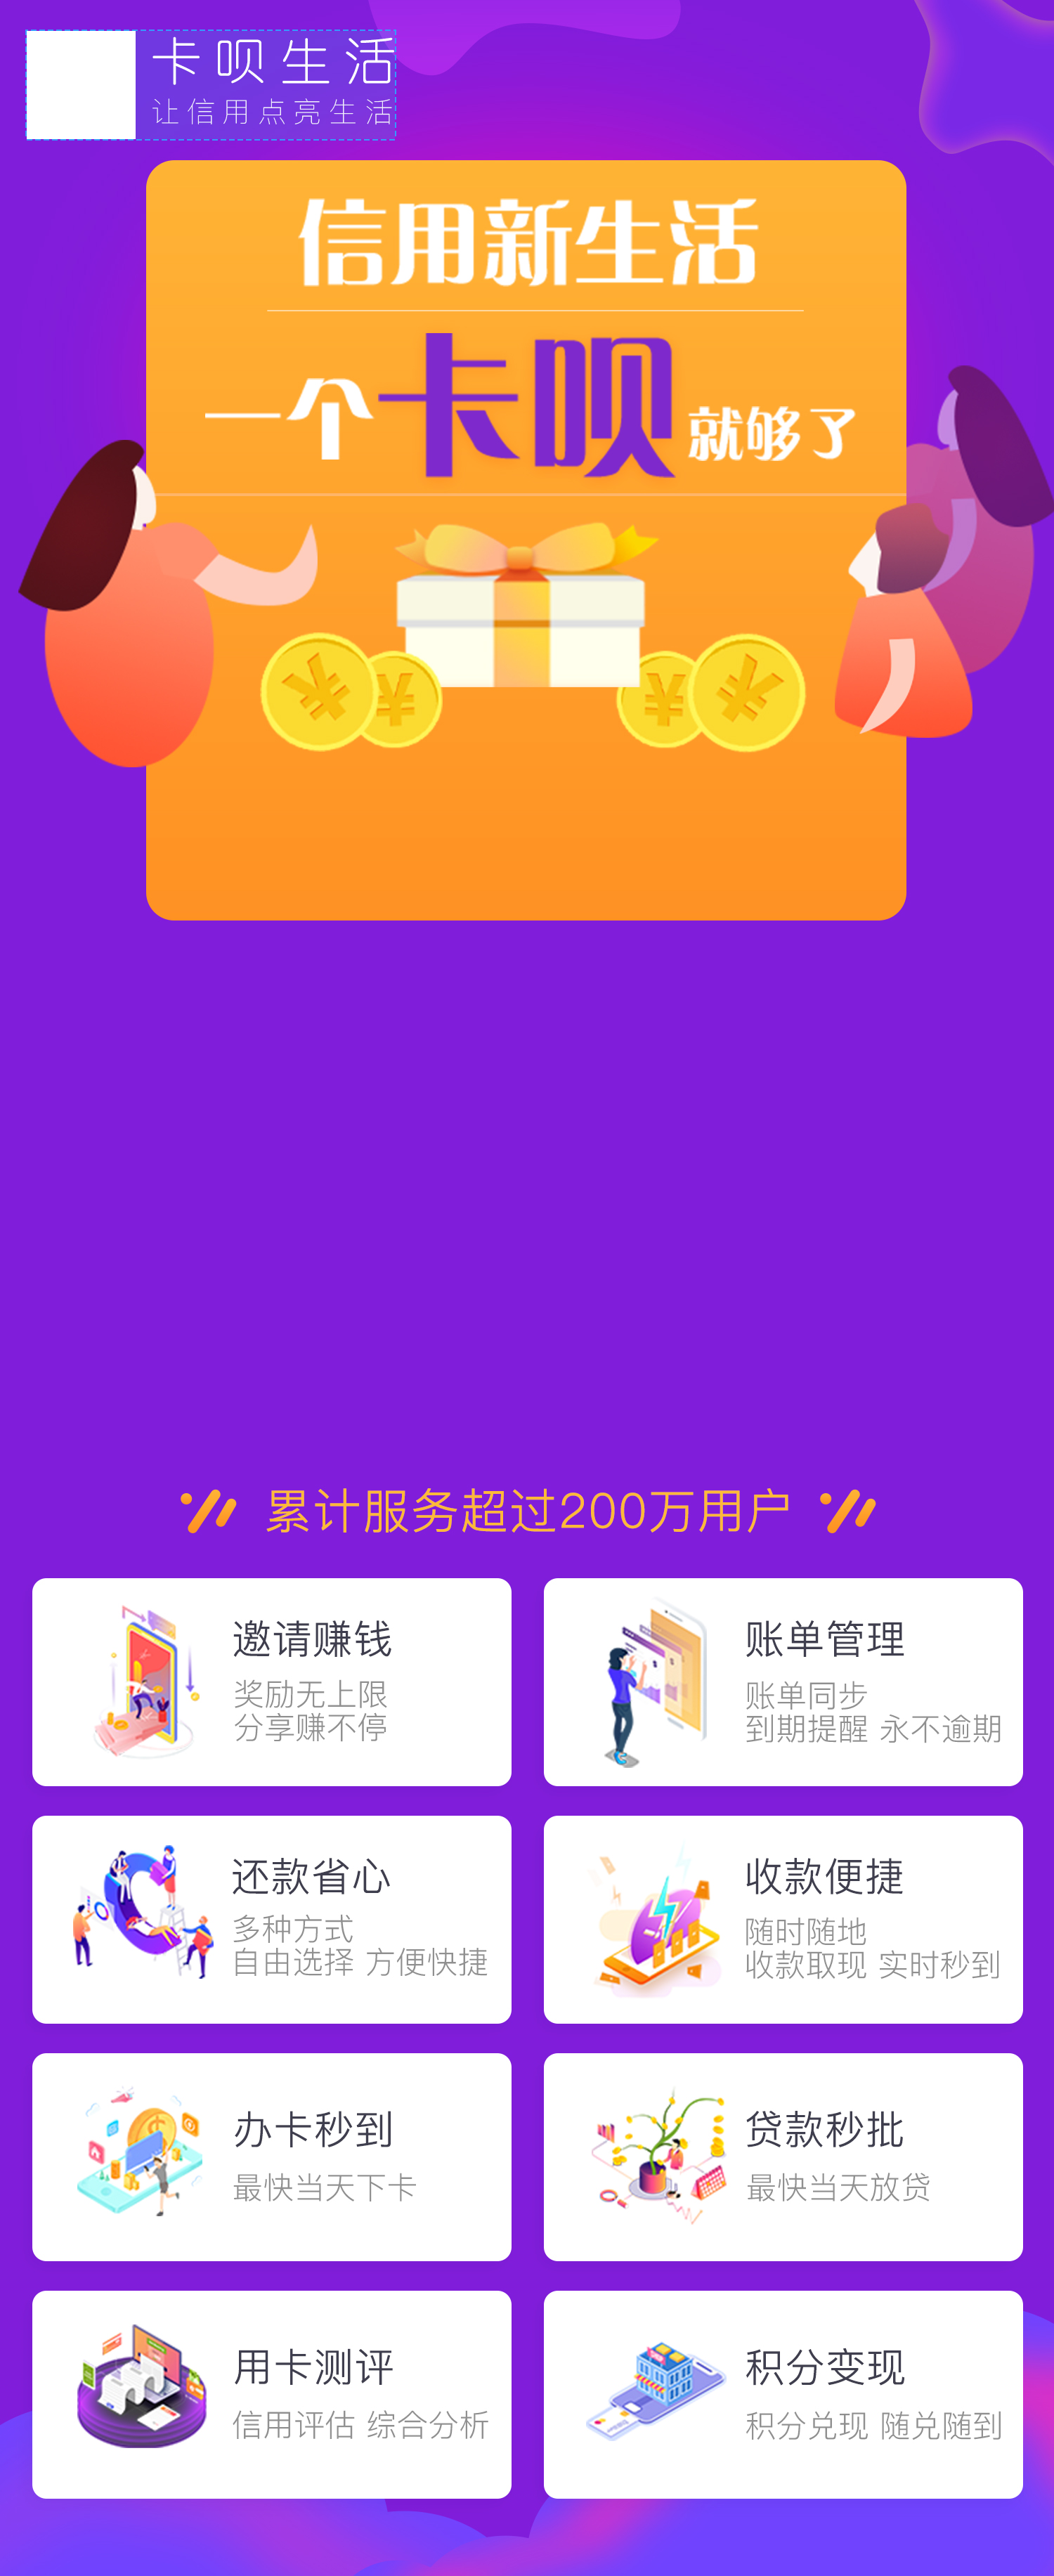 卡呗生活
让信用点亮生活
信用新生活
一个卡呗就够了
累计服务超过200万用户
邀请赚钱
奖励无上限
分享赚不停
账单管理
账单同步
到期提醒 永不逾期
还款省心
多种方式
自由选择 方便快捷
收款便捷
随时随地
收款取现 实时秒到
办卡秒到
最快当天下卡
贷款秒批
最快当天放贷
用卡测评
信用评估 综合分析
积分变现
积分兑现 随兑随到